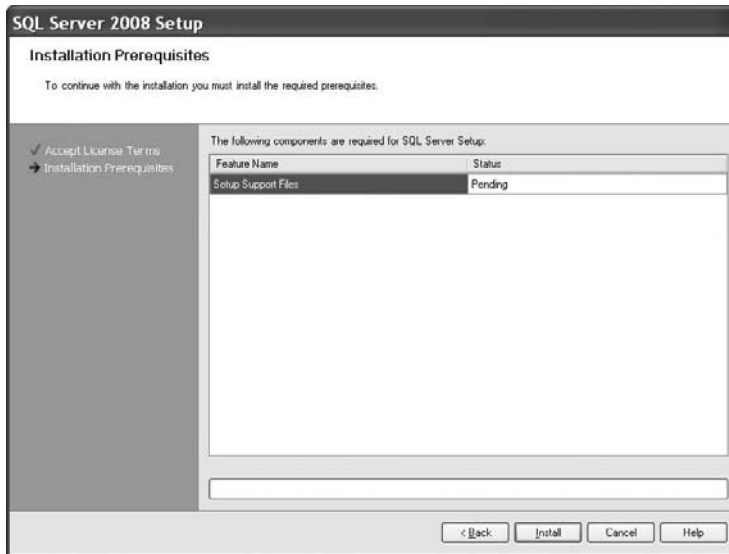 SQL Server 2008 Setup
Installation Prerequisites
To continue with the installation you must install the required prerequisites.
Accept License Terms
Installation Prerequisites
The following components are required for SQL Server Setup:
Feature Name Status
Setup Support Files Pending
< Back Install Cancel Help